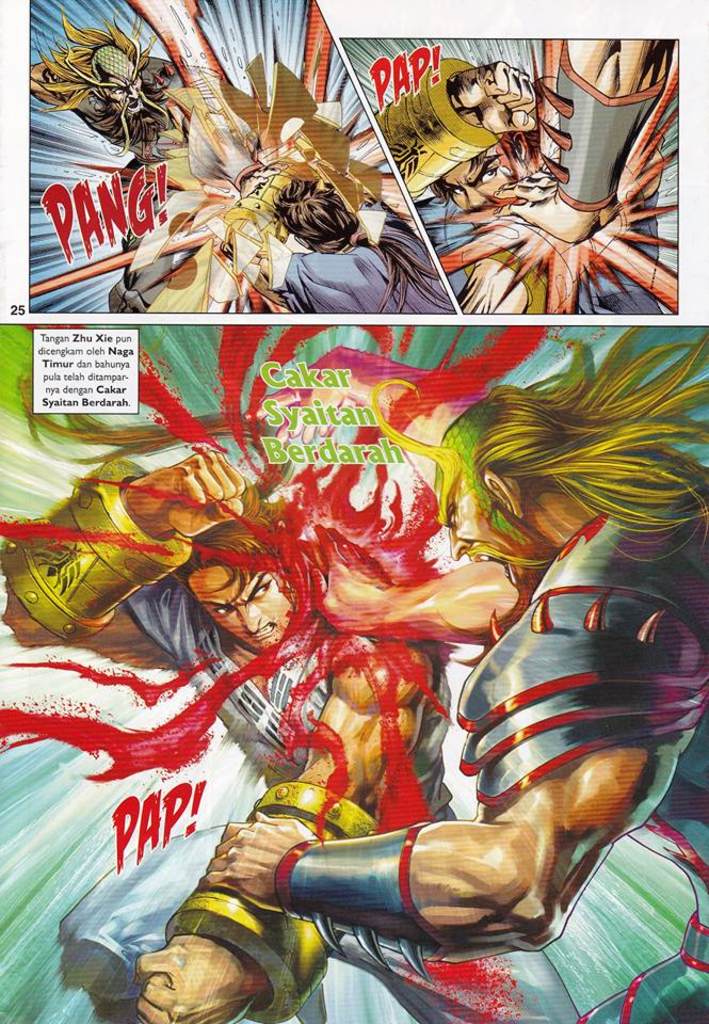 PANG!
PAP!
25
Tangan Zhu Xie pun
dicengkam oleh Naga
Timur dan bahunya
pula telah ditampar-
nya dengan Cakar
Syaitan Berdarah.
Cakar
Syaitan
Berdarah
PAP!